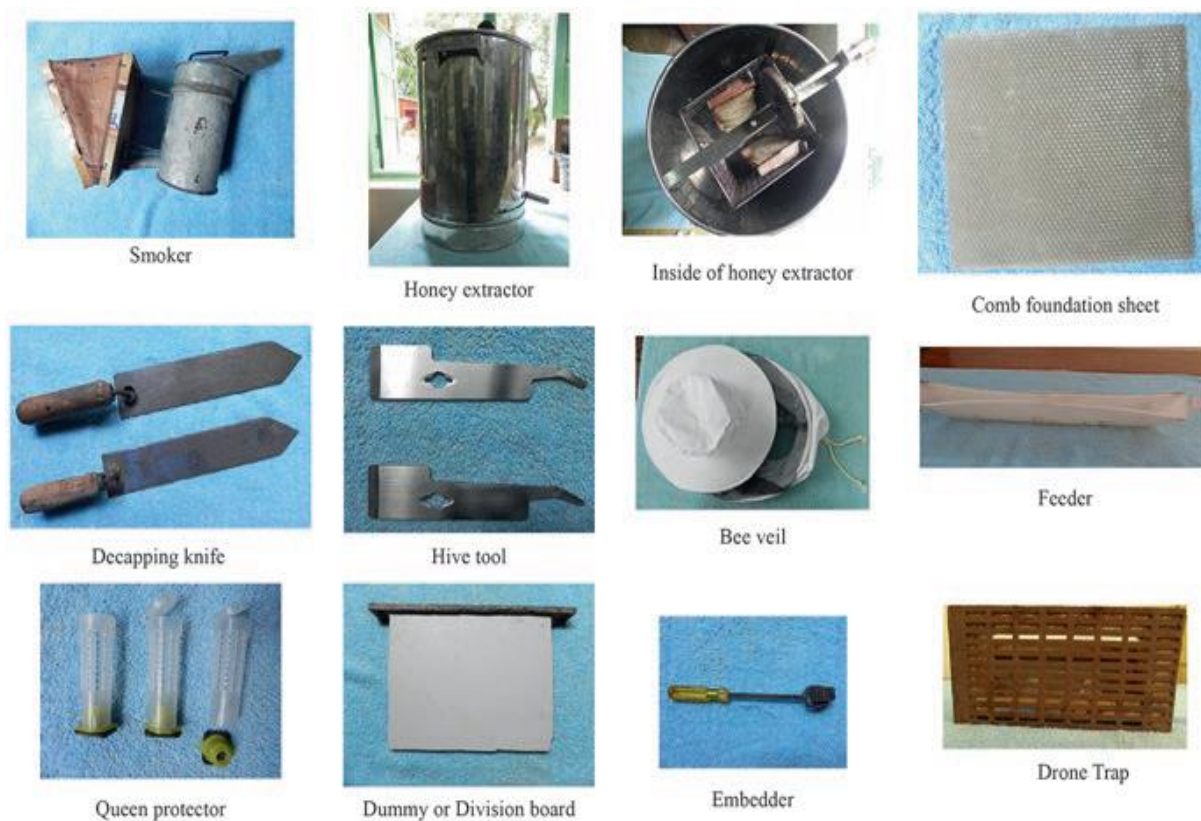 Smoker
Honey extractor
Inside of honey extractor
Comb foundation sheet
Decapping knife
Hive tool
Bee veil
Feeder
Queen protector
Dummy or Division board
Embedder
Drone Trap